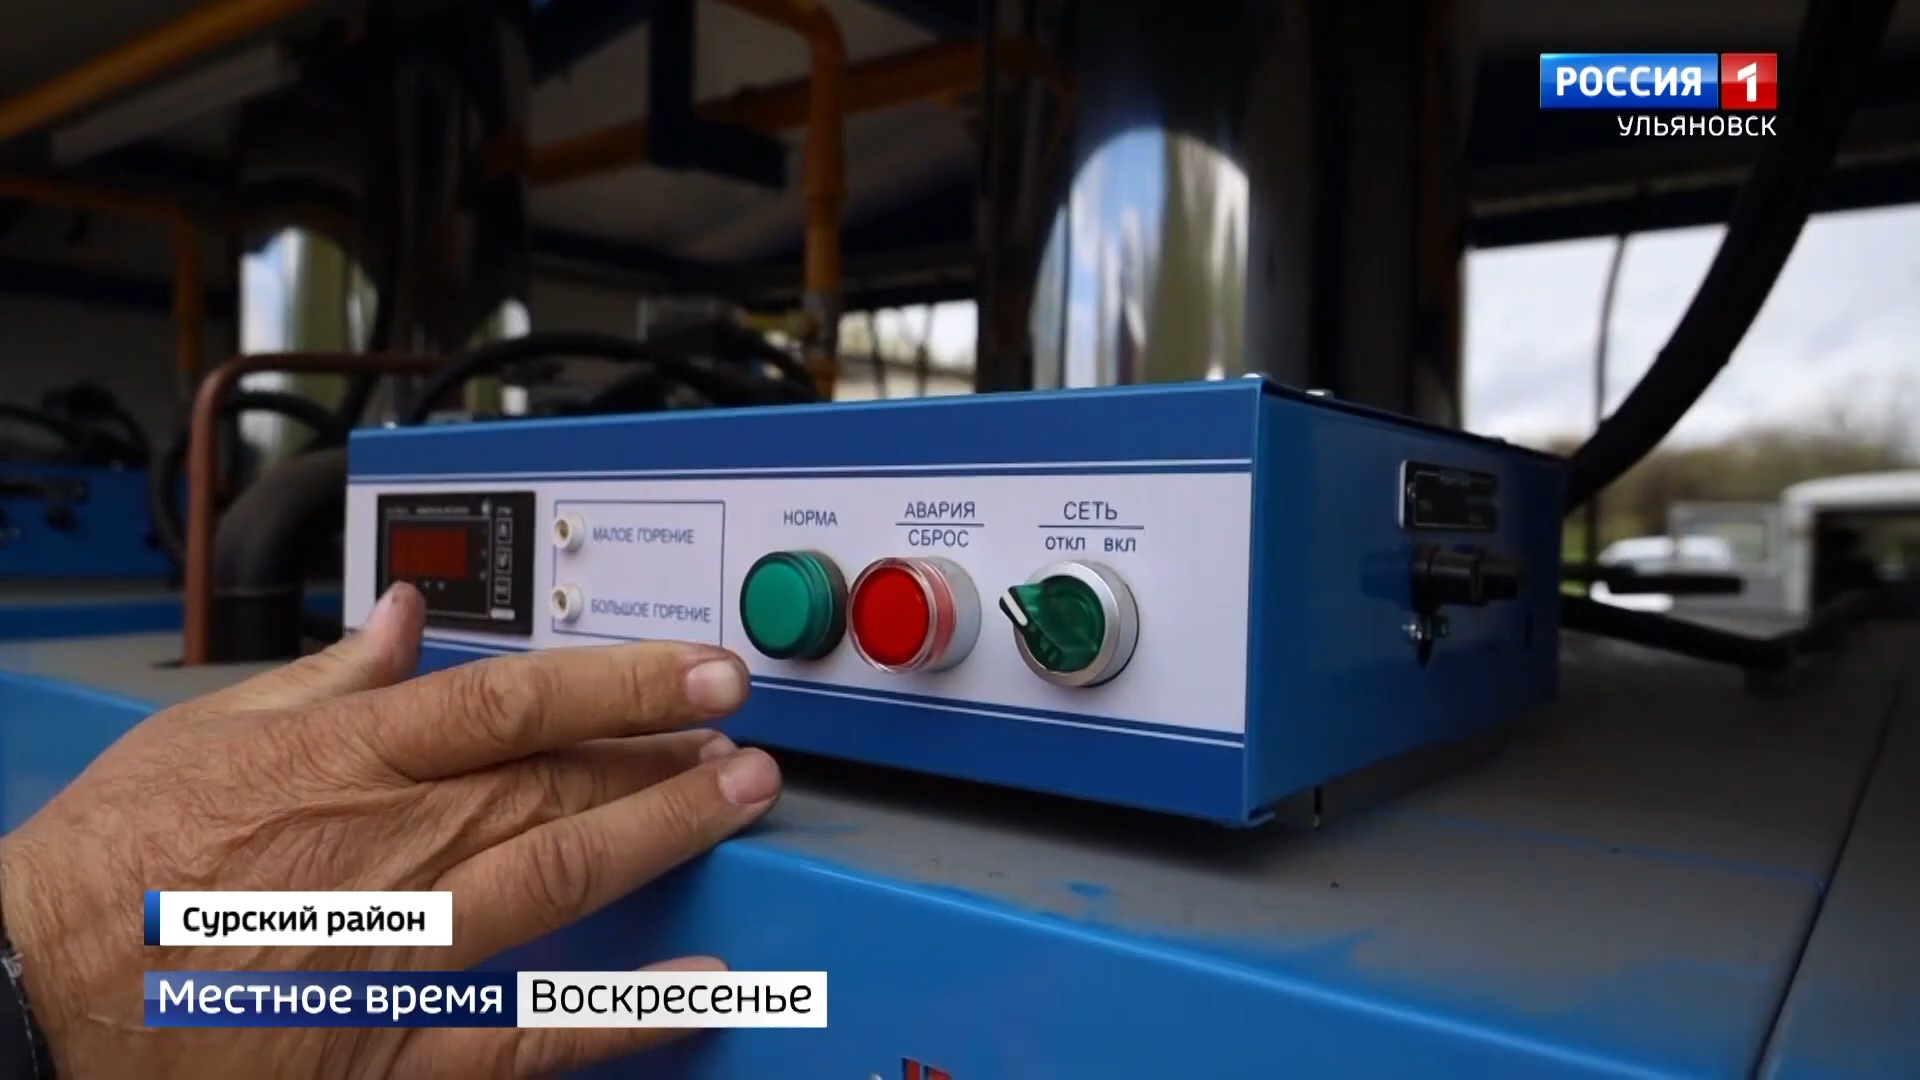 РОССИЯ 1
УЛЬЯНОВСК
НОРМА
АВАРИЯ
СБРОС
СЕТЬ
ОТКЛ ВКЛ
МАЛОЕ ГОРЕНИЕ
БОЛЬШОЕ ГОРЕНИЕ
Сурский район
Местное время Воскресенье